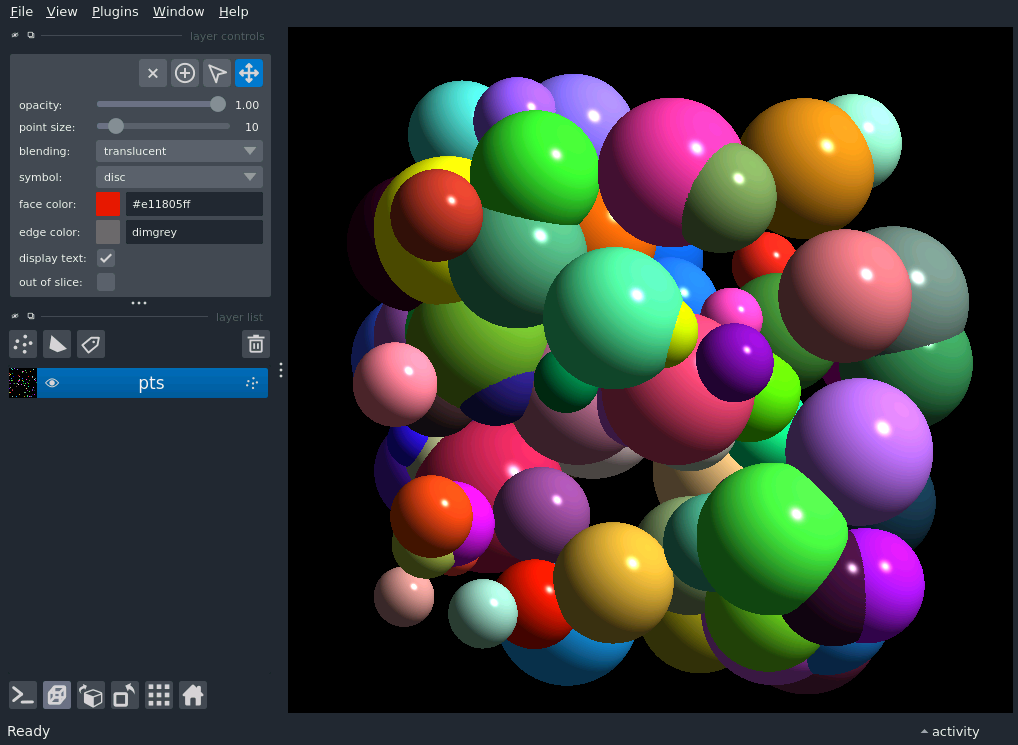 File View Plugins Window Help
layer controls
opacity: 1.00
point size: 10
blending: translucent
symbol: disc
face color: #e11805ff
edge color: dimgrey
display text:
out of slice:
layer list
pts
Ready activity